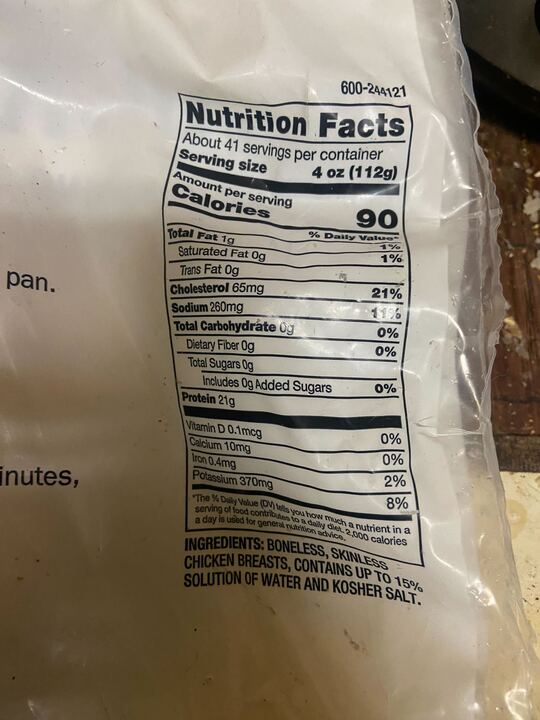 600-244121
Nutrition Facts
About 41 servings per container
Serving size 4 oz (112g)
Amount per serving
Calories 90
% Daily Value*
Total Fat 1g 1%
Saturated Fat 0g 1%
Trans Fat 0g
Cholesterol 65mg 21%
Sodium 260mg 11%
Total Carbohydrate 0g 0%
Dietary Fiber 0g 0%
Total Sugars 0g
Includes 0g Added Sugars 0%
Protein 21g
Vitamin D 0.1mcg 0%
Calcium 10mg 0%
Iron 0.4mg 2%
Potassium 370mg 8%
*The % Daily Value (DV) tells you how much a nutrient in a
serving of food contributes to a daily diet. 2,000 calories
a day is used for general nutrition advice.
INGREDIENTS: BONELESS, SKINLESS
CHICKEN BREASTS, CONTAINS UP TO 15%
SOLUTION OF WATER AND KOSHER SALT.
pan.
inutes,